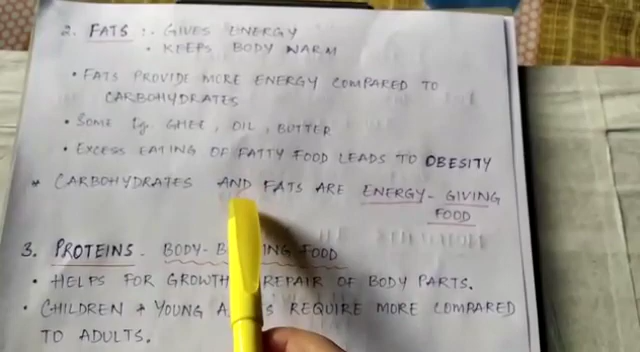 2. FATS :- GIVES ENERGY
• KEEPS BODY WARM
• FATS PROVIDE MORE ENERGY COMPARED TO
CARBOHYDRATES
• SOME Eg. GHEE, OIL, BUTTER
• EXCESS EATING OF FATTY FOOD LEADS TO OBESITY
* CARBOHYDRATES AND FATS ARE ENERGY - GIVING
FOOD
3. PROTEINS - FOOD
• HELPS FOR GROWTH REPAIR OF BODY PARTS.
• CHILDREN + YOUNG REQUIRE MORE COMPARED
TO ADULTS.